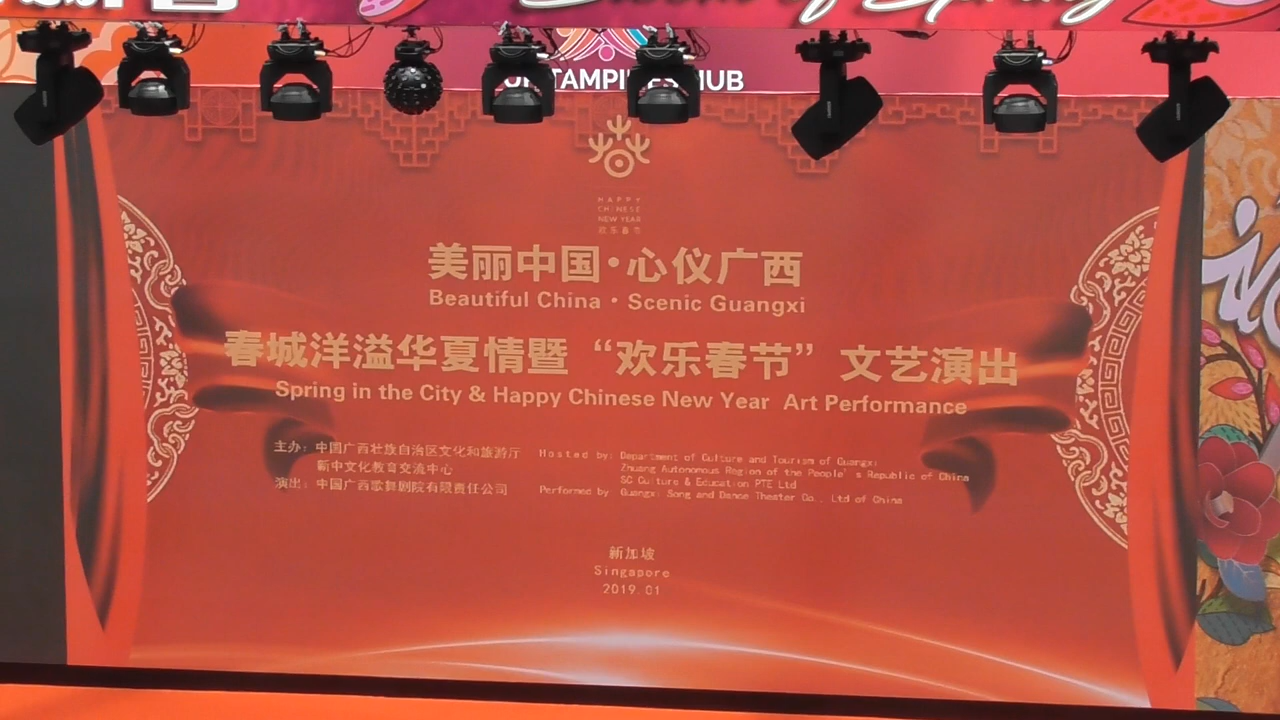 of Spring
OUR TAMPINES HUB
HAPPY
CHINESE
NEW YEAR
欢乐春节
美丽中国·心仪广西
Beautiful China · Scenic Guangxi
春城洋溢华夏情暨“欢乐春节”文艺演出
Spring in the City & Happy Chinese New Year Art Performance
主办：中国广西壮族自治区文化和旅游厅
新中文化教育交流中心
演出：中国广西歌舞剧院有限责任公司
Hosted by: Department of Culture and Tourism of Guangxi
Zhuang Autonomous Region of the People's Republic of China
SC Culture & Education PTE Ltd
Performed by Guangxi Song and Dance Theater Co., Ltd of China
新加坡
Singapore
2019.01